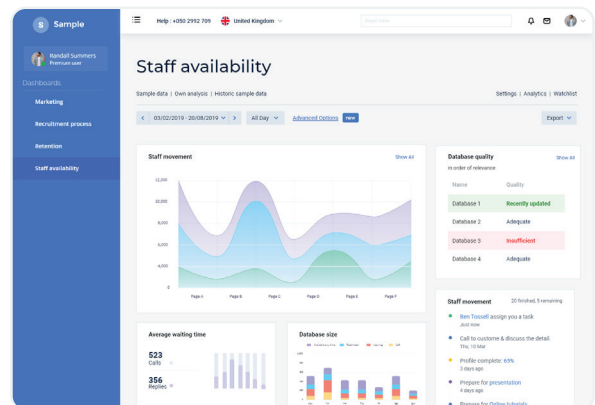 S Sample
Help : +050 2992 709 United Kingdom
Randall Summers
Premium user
Dashboards
Marketing
Recruitment process
Retention
Staff availability
Staff availability
Sample data | Own analysis | Historic sample data
Settings | Analytics | Watchlist
03/02/2019 - 20/08/2019 All Day Advanced Options New Export
Staff movement Show All
12,000
10,000
8,000
6,000
4,000
0
Page A Page B Page C Page D Page E Page F
Database quality Show All
in order of relevance
Name Quality
Database 1 Recently updated
Database 2 Adequate
Database 3 Insufficient
Database 4 Adequate
Staff movement 20 finished, 9 remaining
Ben Tossell assign you a task
Just now
Call to custome & discuss the detail
Thu, 10 Mar
Profile complete: 69%
3 days ago
Prepare for presentation
4 days ago
Prepare for Online tutorials
Average waiting time
523
Calls
356
Replies
Database size